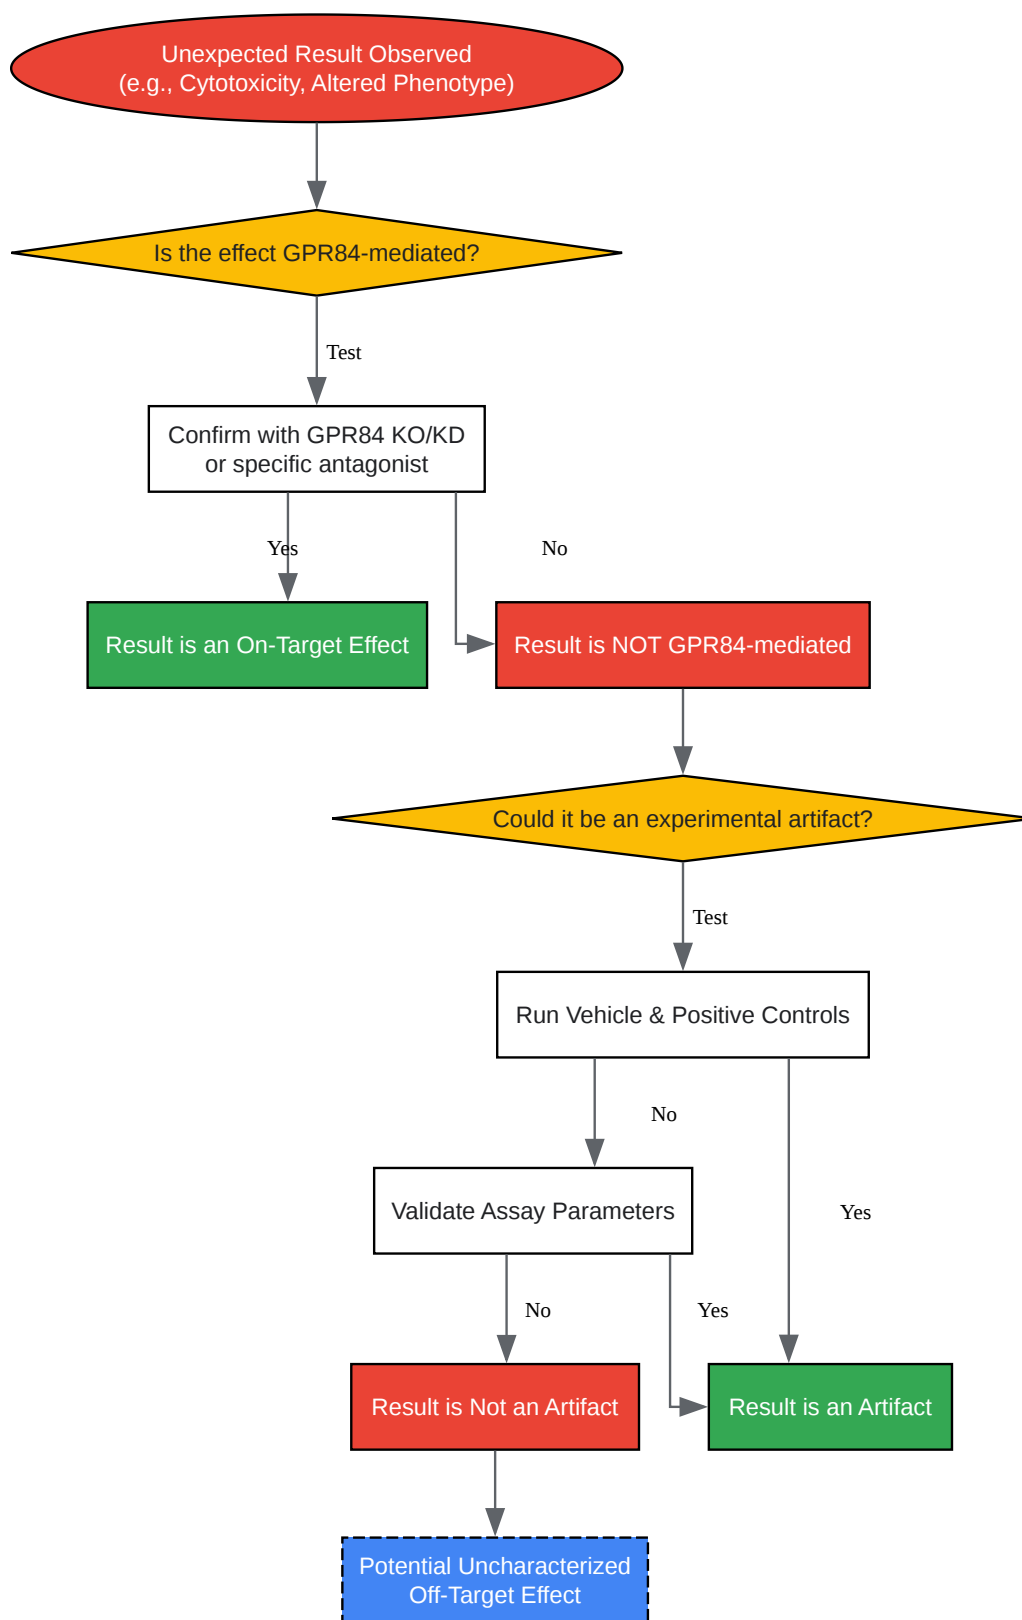 Unexpected Result Observed
(e.g., Cytotoxicity, Altered Phenotype)
Is the effect GPR84-mediated?
Test
Confirm with GPR84 KO/KD
or specific antagonist
Yes
No
Result is an On-Target Effect
Result is NOT GPR84-mediated
Could it be an experimental artifact?
Test
Run Vehicle & Positive Controls
No
Validate Assay Parameters
Yes
No
Yes
Result is Not an Artifact
Result is an Artifact
Potential Uncharacterized
Off-Target Effect